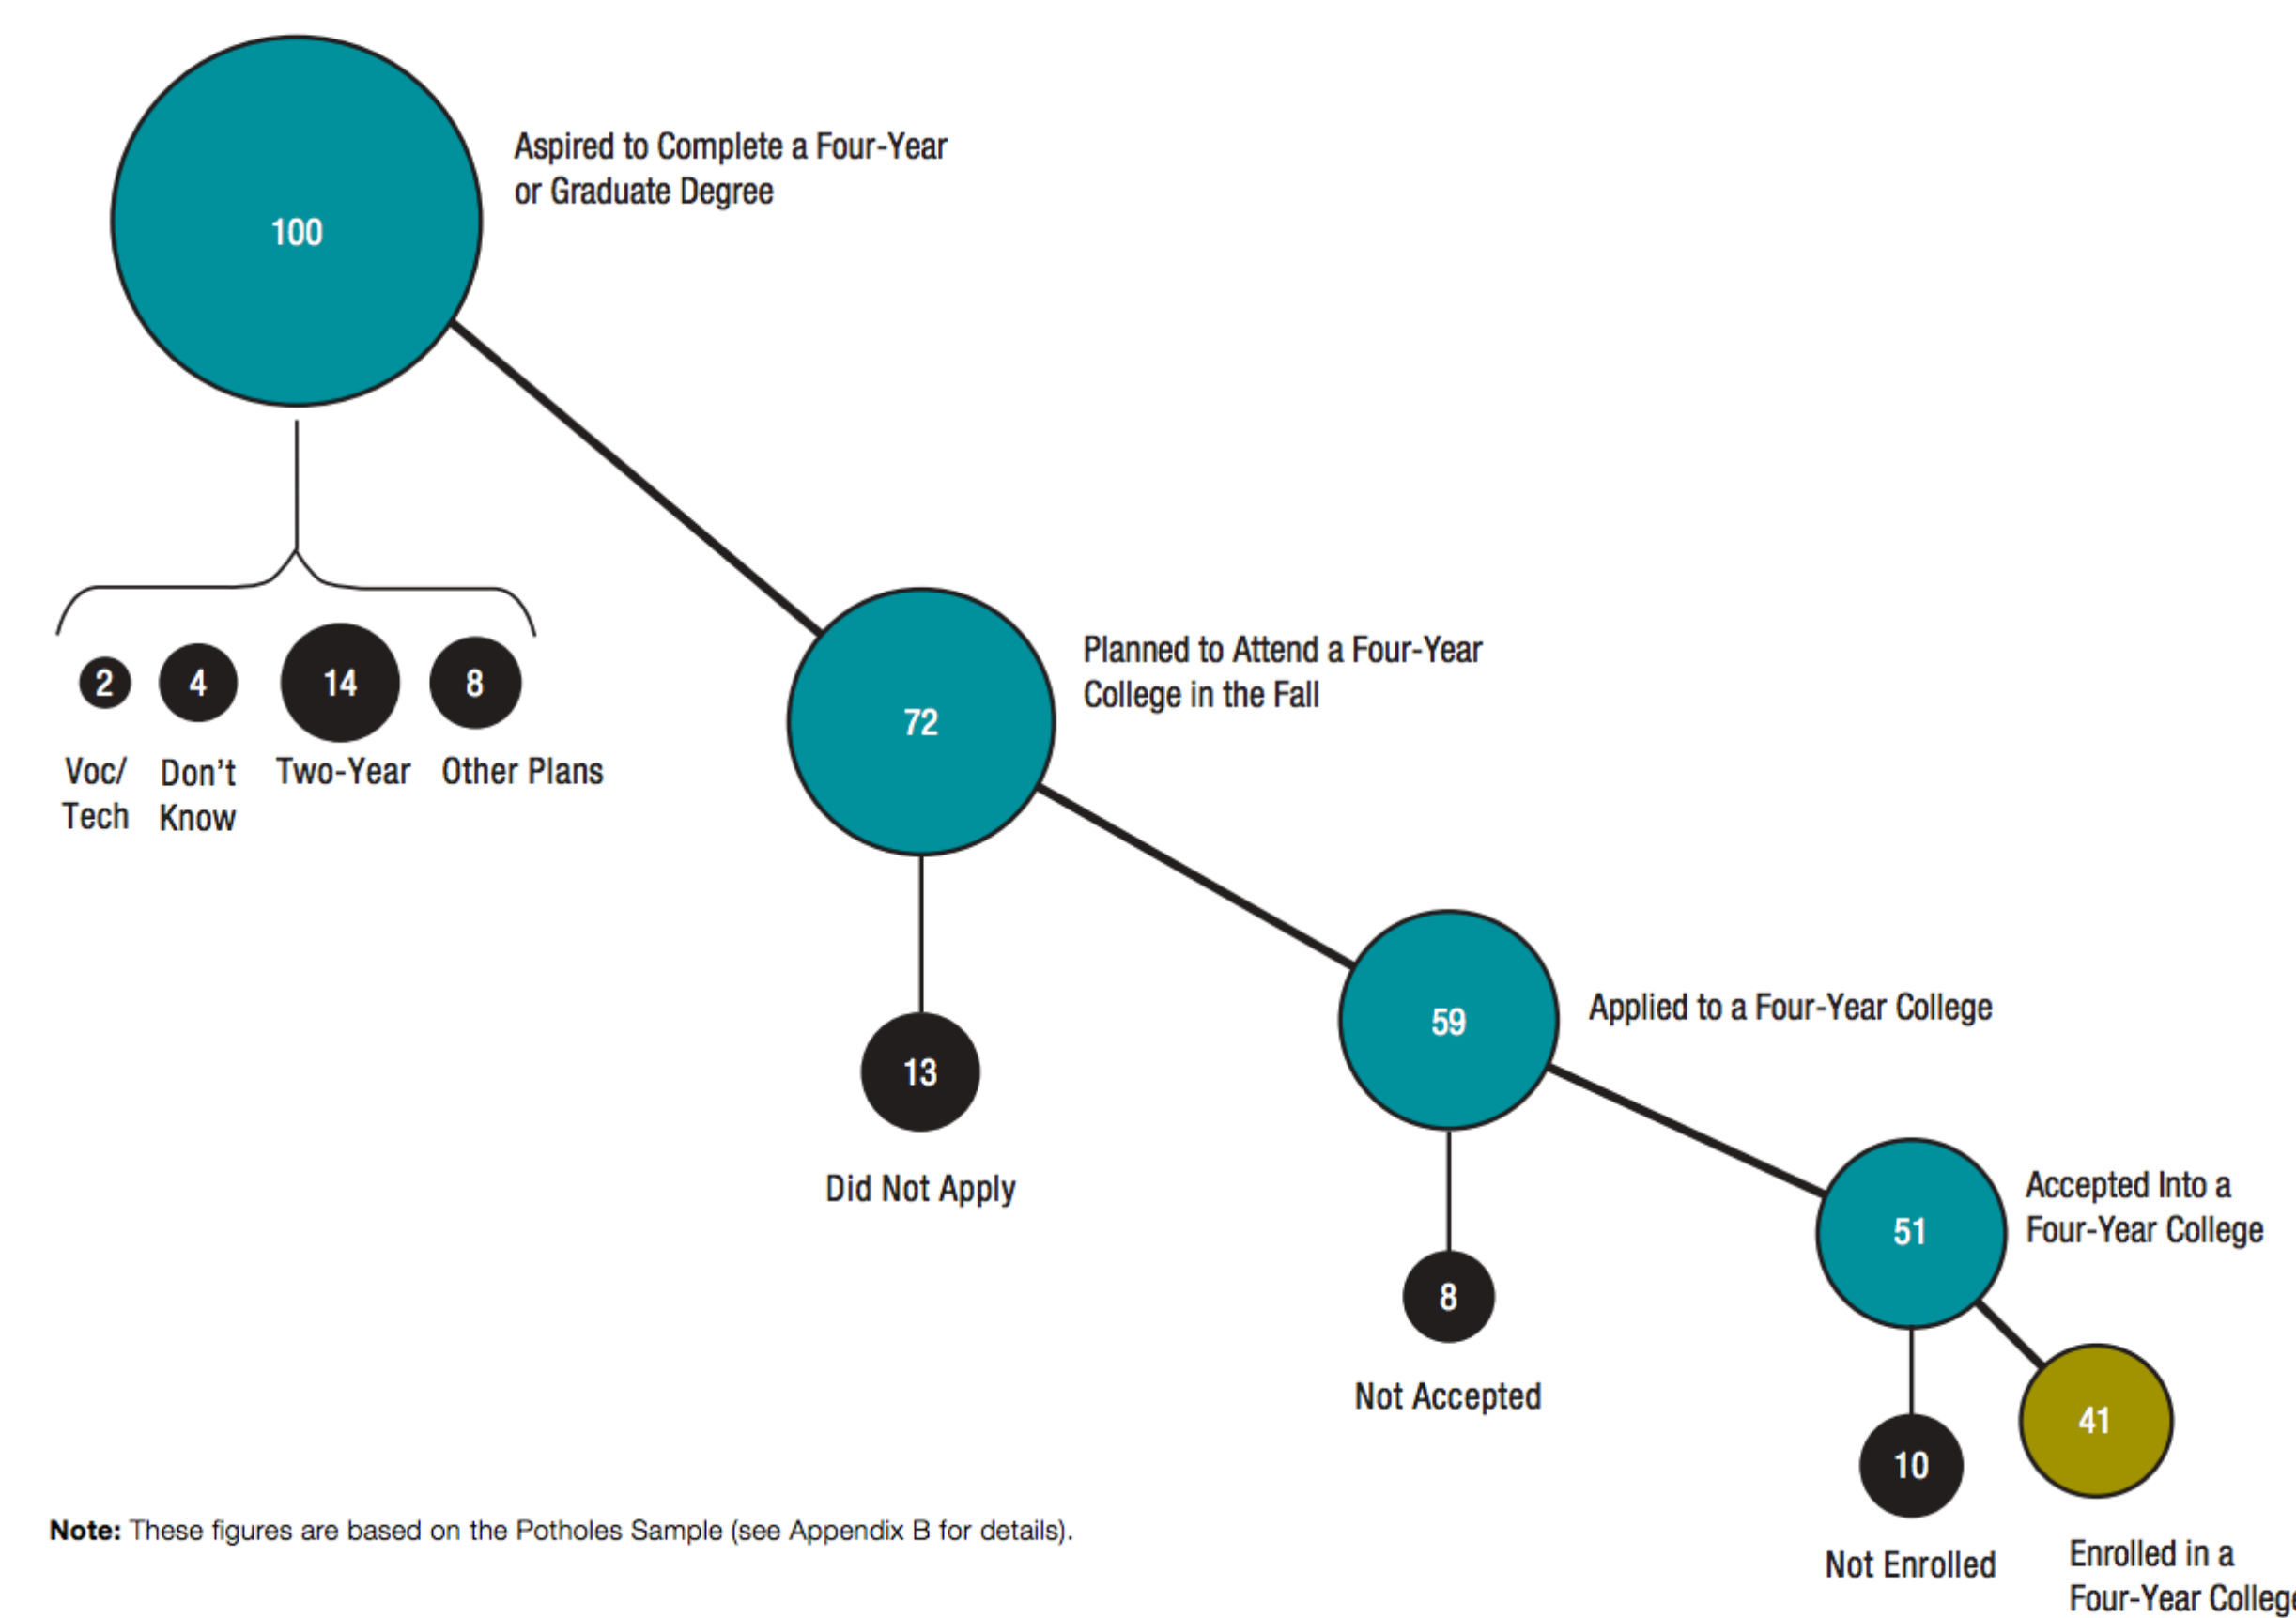 100
Aspired to Complete a Four-Year
or Graduate Degree
2
4
14
8
Voc/
Tech
Don't
Know
Two-Year
Other Plans
72
Planned to Attend a Four-Year
College in the Fall
13
Did Not Apply
59
Applied to a Four-Year College
8
Not Accepted
51
Accepted Into a
Four-Year College
10
Not Enrolled
41
Enrolled in a
Four-Year College
Note: These figures are based on the Potholes Sample (see Appendix B for details).